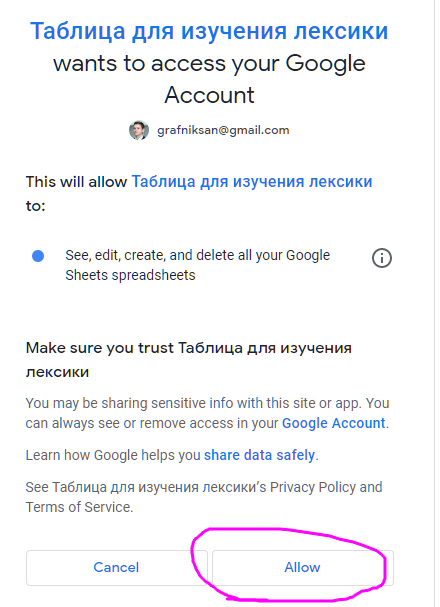 Таблица для изучения лексики
wants to access your Google
Account
grafniksan@gmail.com
This will allow Таблица для изучения лексики
to:
See, edit, create, and delete all your Google
Sheets spreadsheets
Make sure you trust Таблица для изучения
лексики
You may be sharing sensitive info with this site or app. You
can always see or remove access in your Google Account.
Learn how Google helps you share data safely.
See Таблица для изучения лексики's Privacy Policy and
Terms of Service.
Cancel
Allow